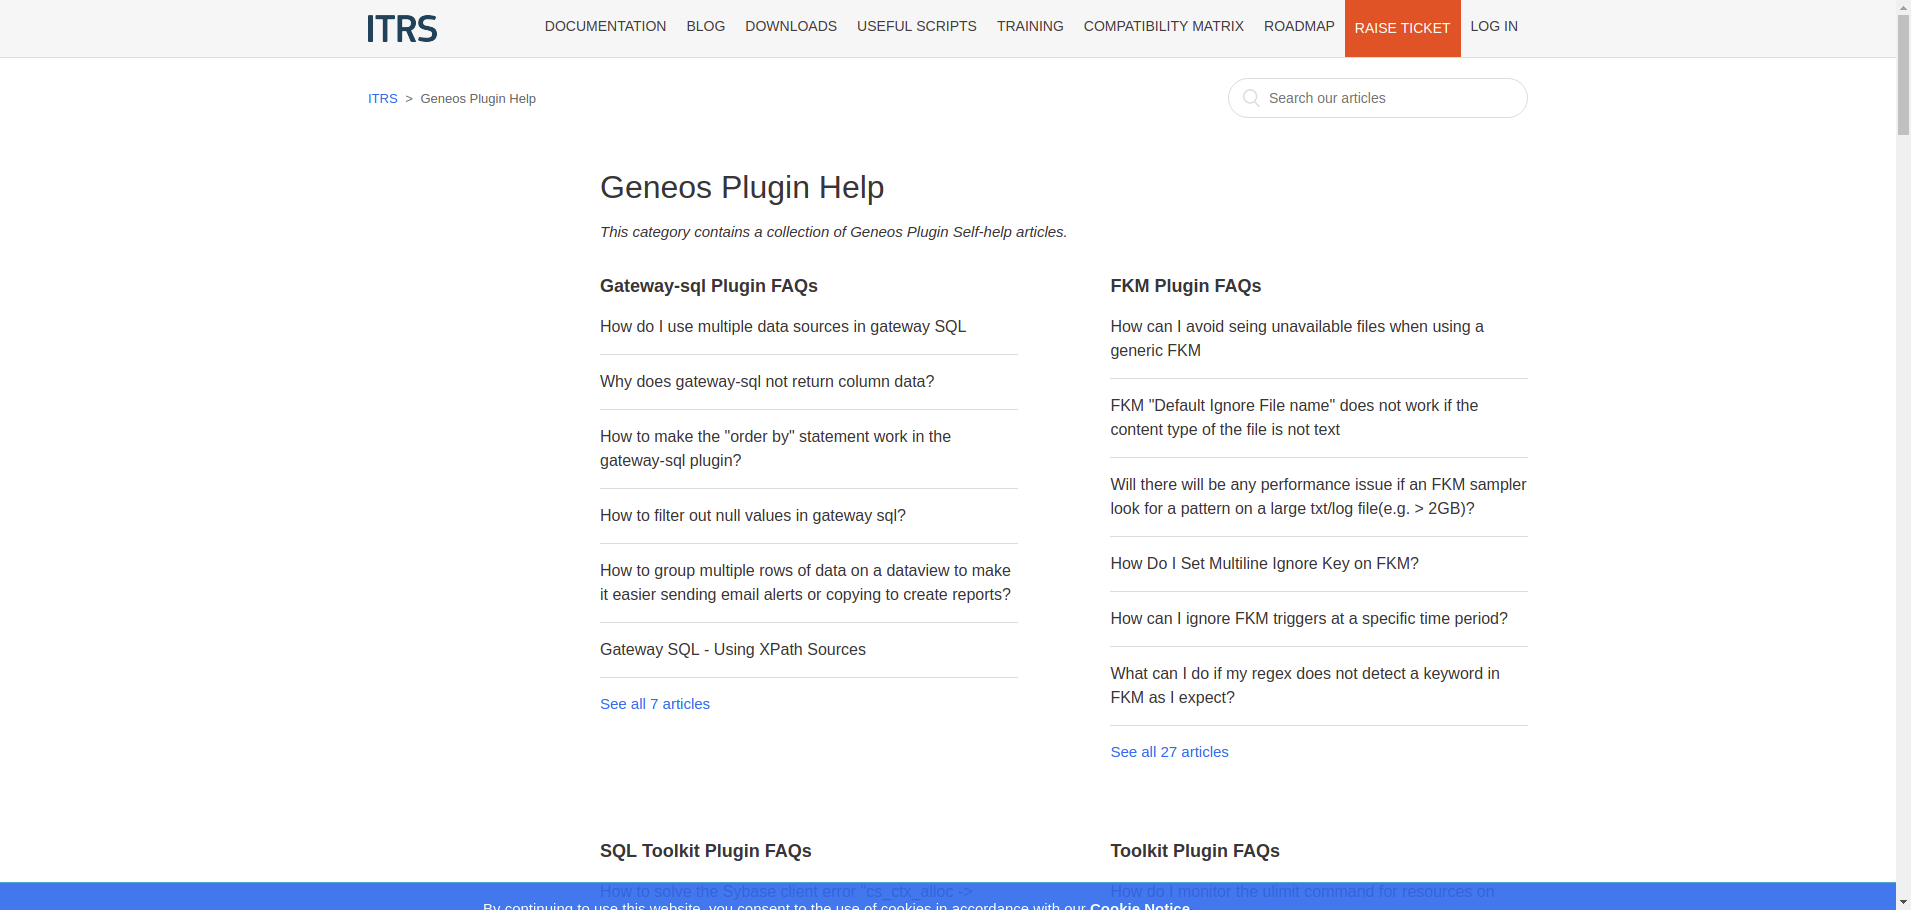 ITRS
DOCUMENTATION BLOG DOWNLOADS USEFUL SCRIPTS TRAINING COMPATIBILITY MATRIX ROADMAP RAISE TICKET LOG IN
ITRS > Geneos Plugin Help
Search our articles
Geneos Plugin Help
This category contains a collection of Geneos Plugin Self-help articles.
Gateway-sql Plugin FAQs
How do I use multiple data sources in gateway SQL
Why does gateway-sql not return column data?
How to make the "order by" statement work in the
gateway-sql plugin?
How to filter out null values in gateway sql?
How to group multiple rows of data on a dataview to make
it easier sending email alerts or copying to create reports?
Gateway SQL - Using XPath Sources
See all 7 articles
FKM Plugin FAQs
How can I avoid seing unavailable files when using a
generic FKM
FKM "Default Ignore File name" does not work if the
content type of the file is not text
Will there will be any performance issue if an FKM sampler
look for a pattern on a large txt/log file(e.g. > 2GB)?
How Do I Set Multiline Ignore Key on FKM?
How can I ignore FKM triggers at a specific time period?
What can I do if my regex does not detect a keyword in
FKM as I expect?
See all 27 articles
SQL Toolkit Plugin FAQs
How to solve the Sybase client error "cs_ctx_alloc ->
Toolkit Plugin FAQs
How do I monitor the ulimit command for resources on
By continuing to use this website, you consent to the use of cookies in accordance with our Cookie Notice.